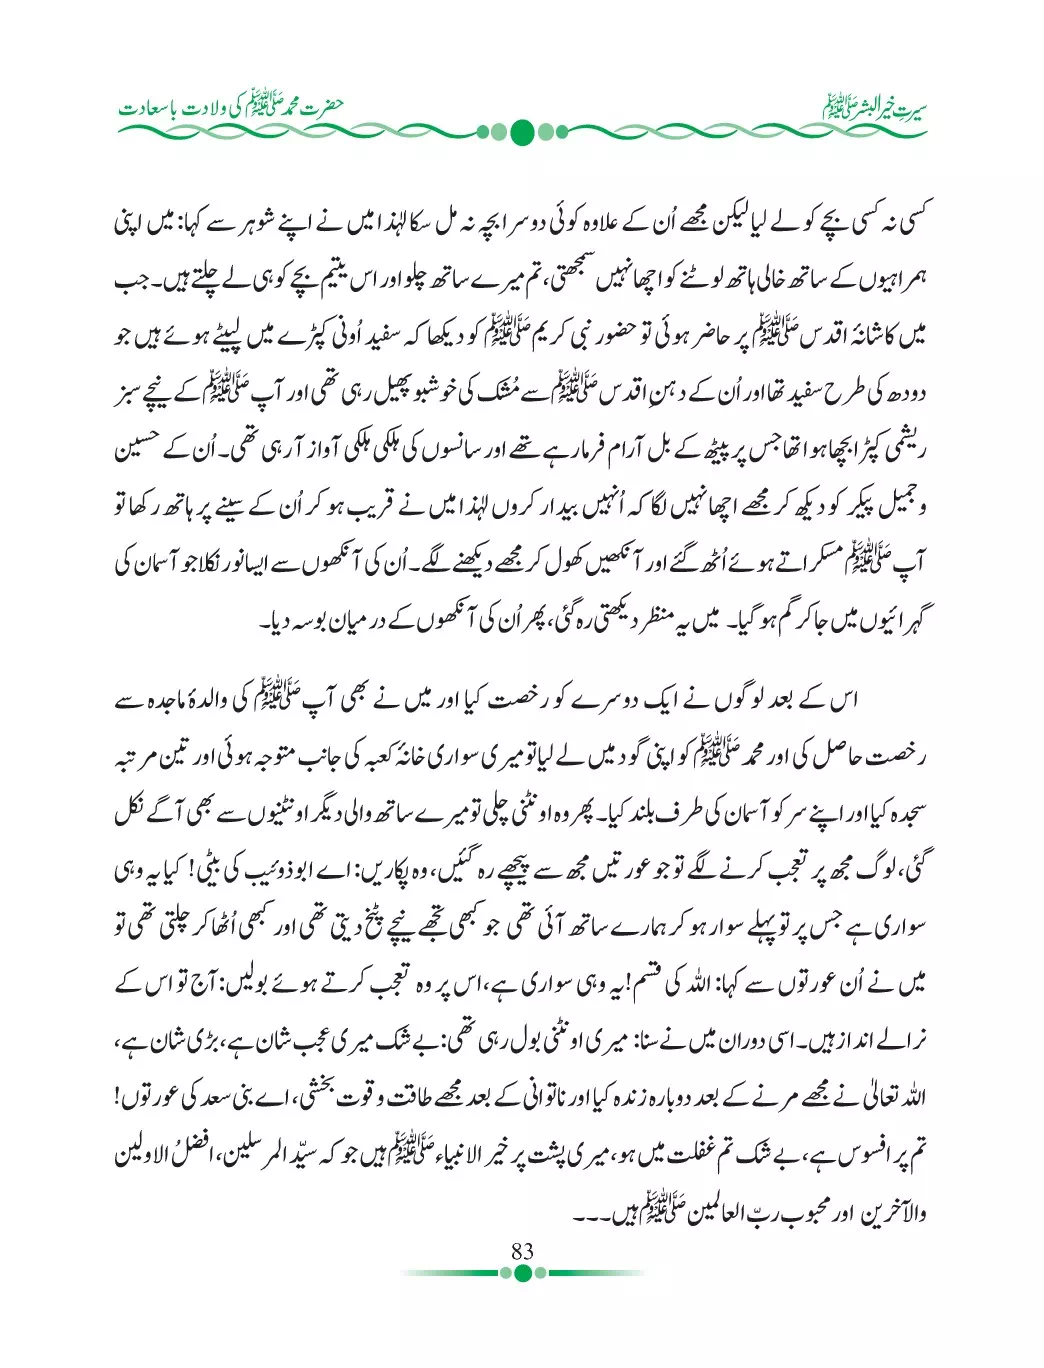 سیرتِ خیر البشر ﷺ
حضرت محمد ﷺ کی ولادت باسعادت
کسی نہ کسی بچے کو لے لیا لیکن مجھے اُن کے علاوہ کوئی دوسرا بچہ نہ مل سکا لہٰذا میں نے اپنے شوہر سے کہا: میں اپنی
ہمراہیوں کے ساتھ خالی ہاتھ لوٹنے کو اچھا نہیں سمجھتی، تم میرے ساتھ چلو اور اس یتیم بچے کو ہی لے چلتے ہیں۔ جب
میں کاشانۂ اقدس ﷺ پر حاضر ہوئی تو حضور نبی کریم ﷺ کو دیکھا کہ سفید اُونی کپڑے میں لپیٹے ہوئے ہیں جو
دودھ کی طرح سفید تھا اور اُن کے دہنِ اقدس ﷺ سے مُشک کی خوشبو پھیل رہی تھی اور آپ ﷺ کے نیچے سبز
ریشمی کپڑا بچھا ہوا تھا جس پر پیٹھ کے بل آرام فرما رہے تھے اور سانسوں کی ہلکی ہلکی آواز آ رہی تھی۔ اُن کے حسین
و جمیل پیکر کو دیکھ کر مجھے اچھا نہیں لگا کہ اُنہیں بیدار کروں لہٰذا میں نے قریب ہو کر اُن کے سینے پر ہاتھ رکھا تو
آپ ﷺ مسکراتے ہوئے اُٹھ گئے اور آنکھیں کھول کر مجھے دیکھنے لگے۔ اُن کی آنکھوں سے ایسا نور نکلا جو آسمان کی
گہرائیوں میں جا کر گم ہو گیا۔ میں یہ منظر دیکھتی رہ گئی، پھر اُن کی آنکھوں کے درمیان بوسہ دیا۔
اس کے بعد لوگوں نے ایک دوسرے کو رخصت کیا اور میں نے بھی آپ ﷺ کی والدۂ ماجدہ سے
رخصت حاصل کی اور محمد ﷺ کو اپنی گود میں لے لیا تو میری سواری خانۂ کعبہ کی جانب متوجہ ہوئی اور تین مرتبہ
سجدہ کیا اور اپنے سر کو آسمان کی طرف بلند کیا۔ پھر وہ اونٹنی چلی تو میرے ساتھ والی دیگر اونٹنیوں سے بھی آگے نکل
گئی، لوگ مجھ پر تعجب کرنے لگے تو جو عورتیں مجھ سے پیچھے رہ گئیں، وہ پکاریں: اے ابو ذوئیب کی بیٹی! کیا یہ وہی
سواری ہے جس پر تو پہلے سوار ہو کر ہمارے ساتھ آئی تھی جو کبھی تجھے نیچے پٹخ دیتی تھی اور کبھی اُٹھا کر چلتی تھی تو
میں نے اُن عورتوں سے کہا: اللہ کی قسم! یہ وہی سواری ہے، اس پر وہ تعجب کرتے ہوئے بولیں: آج تو اس کے
نرالے انداز ہیں۔ اسی دوران میں نے سنا: میری اونٹنی بول رہی تھی: بے شک میری عجب شان ہے، بڑی شان ہے،
اللہ تعالیٰ نے مجھے مرنے کے بعد دوبارہ زندہ کیا اور ناتوانی کے بعد مجھے طاقت و قوت بخشی، اے بنی سعد کی عورتوں!
تم پر افسوس ہے، بے شک تم غفلت میں ہو، میری پشت پر خیر الانبیاء ﷺ ہیں جو کہ سیّد المرسلین، افضلُ الاولین
والآخرین اور محبوب ربّ العالمین ﷺ ہیں۔۔۔
83